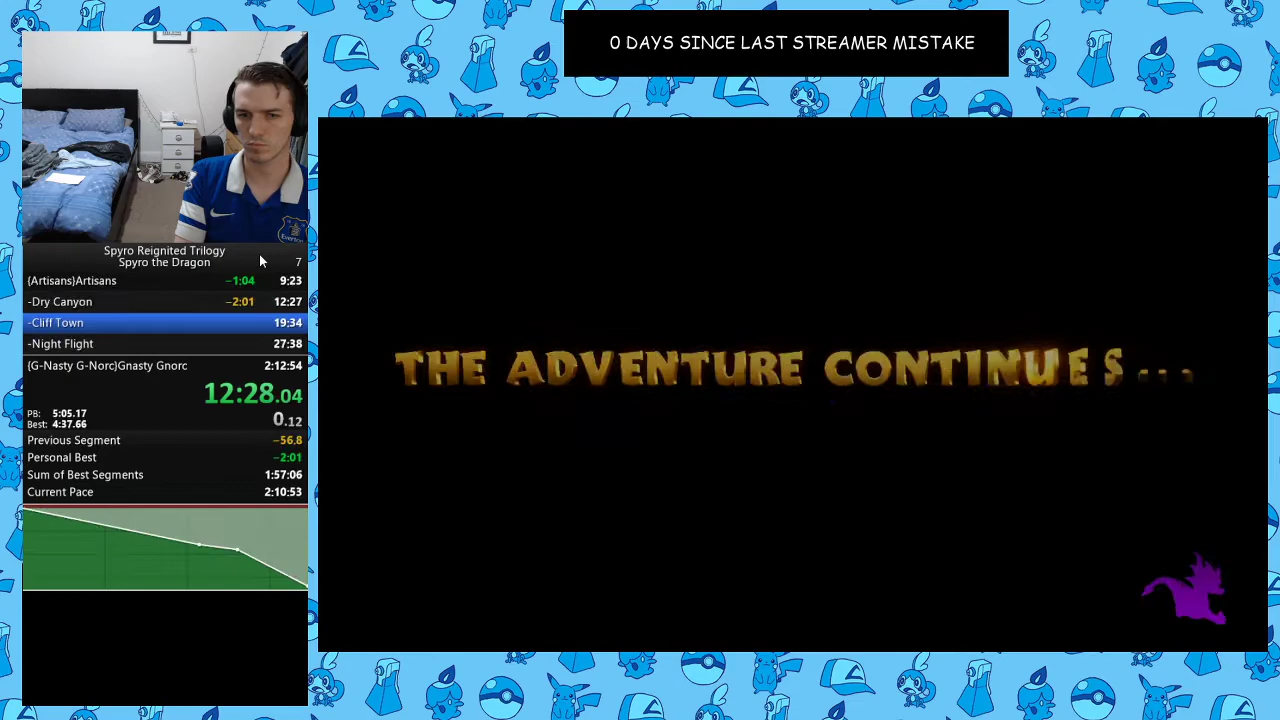 0 DAYS SINCE LAST STREAMER MISTAKE
Everton
Spyro Reignited Trilogy
Spyro the Dragon 7
{Artisans}Artisans −1:04 9:23
-Dry Canyon −2:01 12:27
-Cliff Town 19:34
-Night Flight 27:38
{G-Nasty G-Norc}Gnasty Gnorc 2:12:54
12:28.04
PB: 5:05.17
Best: 4:37.66
0.12
Previous Segment −56.8
Personal Best −2:01
Sum of Best Segments 1:57:06
Current Pace 2:10:53
THE ADVENTURE CONTINUES...